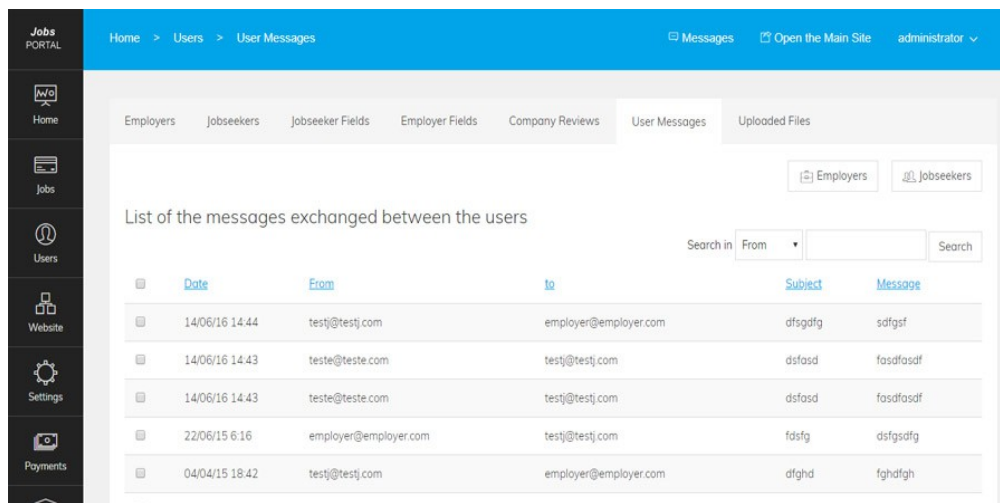 Jobs
PORTAL
Home > Users > User Messages
Messages
Open the Main Site
administrator
Home
Jobs
Users
Website
Settings
Payments
Employers Jobseekers Jobseeker Fields Employer Fields Company Reviews User Messages Uploaded Files
Employers Jobseekers
List of the messages exchanged between the users
Search in From Search
Date From to Subject Message
14/06/16 14:44 testj@testj.com employer@employer.com dfsgdfg sdfgsf
14/06/16 14:43 teste@teste.com testj@testj.com dsfasd fasdfasdf
14/06/16 14:43 teste@teste.com testj@testj.com dsfasd fasdfasdf
22/06/15 6:16 employer@employer.com testj@testj.com fdsfg dsfgsdfg
04/04/15 18:42 testj@testj.com employer@employer.com dfghd fghdfgh